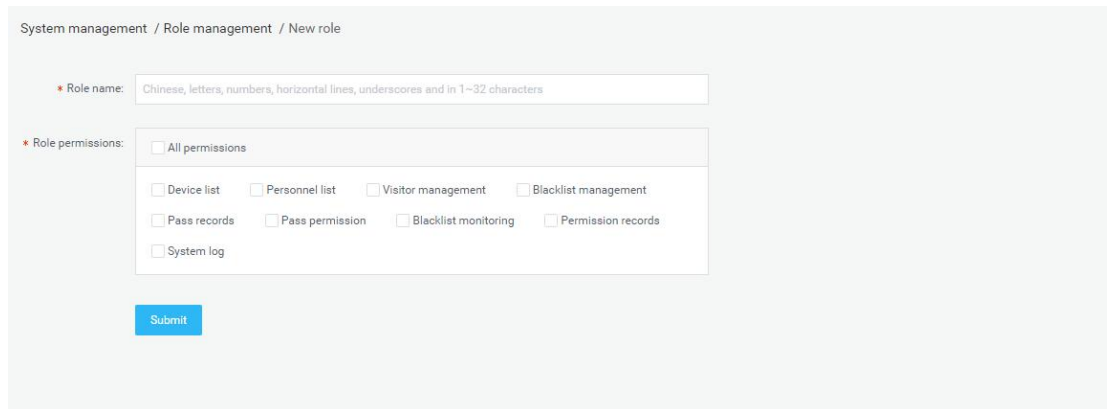 System management / Role management / New role
* Role name: Chinese, letters, numbers, horizontal lines, underscores and in 1~32 characters
* Role permissions: All permissions
Device list Personnel list Visitor management Blacklist management
Pass records Pass permission Blacklist monitoring Permission records
System log
Submit